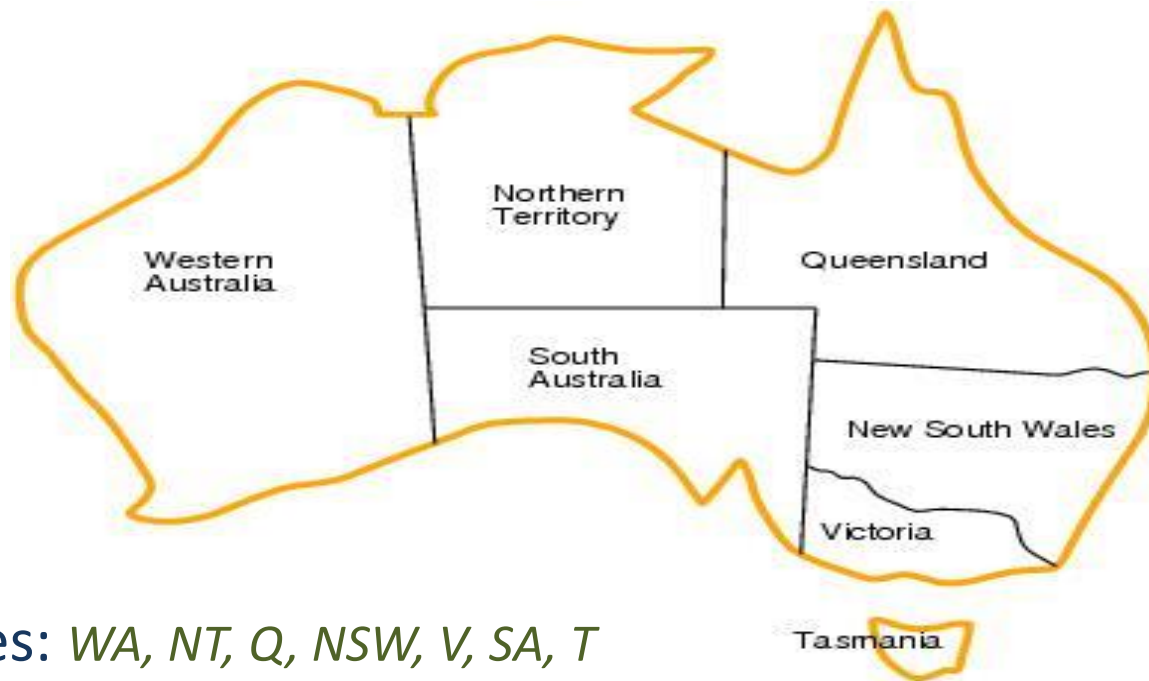 Northern
Territory
Western
Australia
Queensland
South
Australia
New South Wales
Victoria
Tasmania
es: WA, NT, Q, NSW, V, SA, T